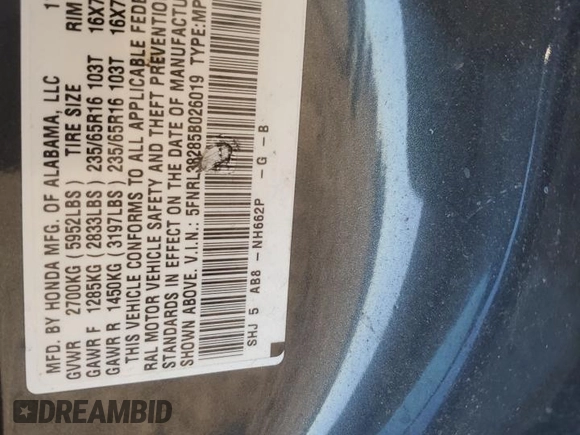 MFD. BY HONDA MFG. OF ALABAMA, LLC 1
GVWR 2700KG (5952LBS) TIRE SIZE RIM
GAWR F 1285KG (2833LBS) 235/65R16 103T 16X7
GAWR R 1450KG (3197LBS) 235/65R16 103T 16X7
THIS VEHICLE CONFORMS TO ALL APPLICABLE FEDE
RAL MOTOR VEHICLE SAFETY AND THEFT PREVENTION
STANDARDS IN EFFECT ON THE DATE OF MANUFACTUR
SHOWN ABOVE. V.I.N.: 5FNRL38285B026019 TYPE:MP
SHJ 5 AB8 -NH662P -G -B
DREAMBID